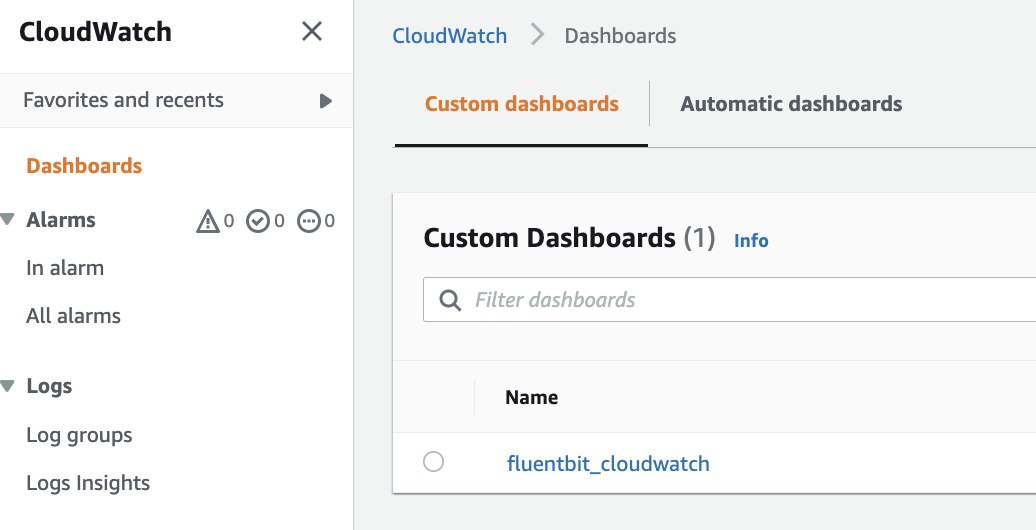 CloudWatch
Favorites and recents
Dashboards
Alarms 0 0 0
In alarm
All alarms
Logs
Log groups
Logs Insights
CloudWatch Dashboards
Custom dashboards Automatic dashboards
Custom Dashboards (1) Info
Filter dashboards
Name
fluentbit_cloudwatch